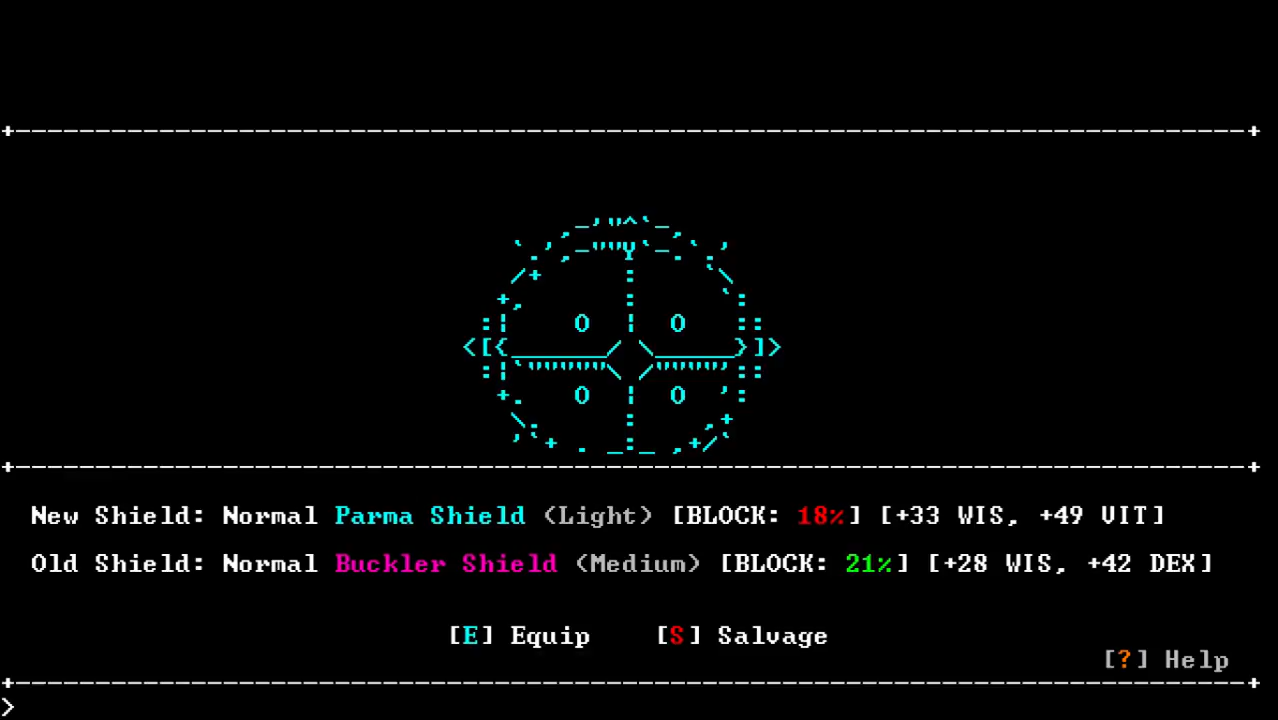 New Shield: Normal Parma Shield (Light) [BLOCK: 18%] [+33 WIS, +49 VIT]
Old Shield: Normal Buckler Shield (Medium) [BLOCK: 21%] [+28 WIS, +42 DEX]
[E] Equip [S] Salvage
[?] Help
>